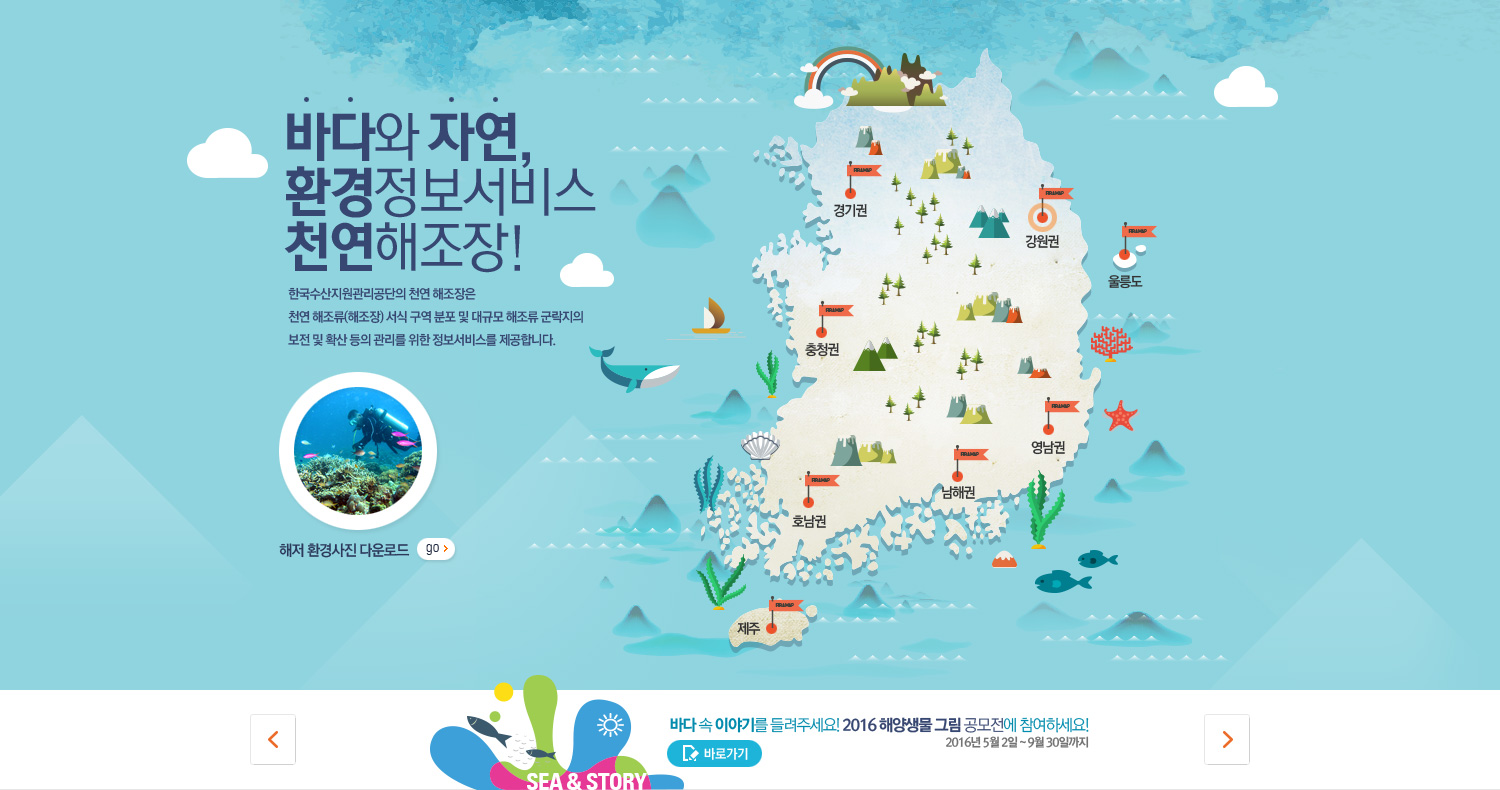 바다와 자연,
환경정보서비스
천연해조장!
한국수산지원관리공단의 천연 해조장은
천연 해조류(해조장) 서식 구역 분포 및 대규모 해조류 군락지의
보전 및 확산 등의 관리를 위한 정보서비스를 제공합니다.
해저 환경사진 다운로드
go
경기권
강원권
울릉도
충청권
영남권
남해권
호남권
제주
바다 속 이야기를 들려주세요! 2016 해양생물 그림 공모전에 참여하세요!
2016년 5월 2일 ~ 9월 30일까지
바로가기
SEA & STORY